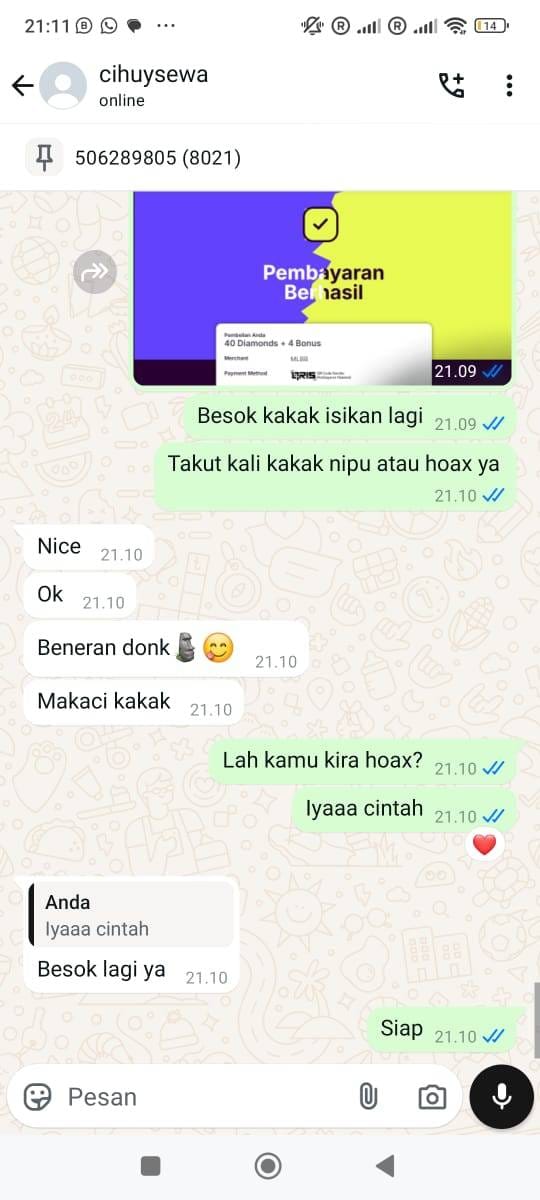 21:11
14
cihuysewa
online
506289805 (8021)
Pembayaran
Berhasil
Pembelian Anda
40 Diamonds + 4 Bonus
Merchant MLBB
Payment Method QRIS
21.09
Besok kakak isikan lagi 21.09
Takut kali kakak nipu atau hoax ya
21.10
Nice 21.10
Ok 21.10
Beneran donk🗿😋 21.10
Makaci kakak 21.10
Lah kamu kira hoax? 21.10
Iyaaa cintah 21.10
Anda
Iyaaa cintah
Besok lagi ya 21.10
Siap 21.10
Pesan